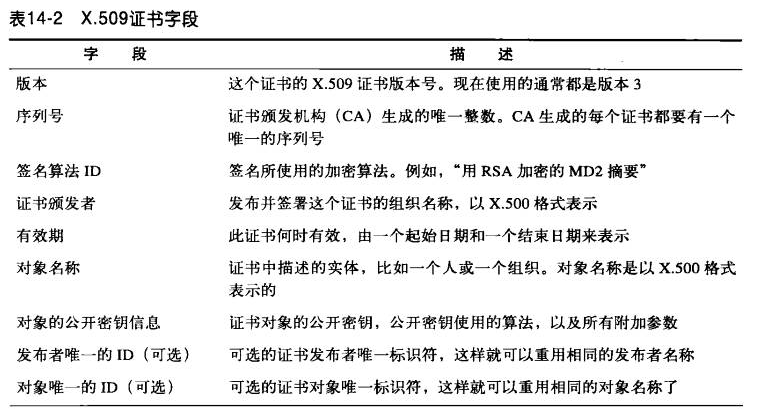 表14-2 X.509证书字段
字 段 描 述
版本 这个证书的 X.509 证书版本号。现在使用的通常都是版本 3
序列号 证书颁发机构（CA）生成的唯一整数。CA 生成的每个证书都要有一个
唯一的序列号
签名算法 ID 签名所使用的加密算法。例如，“用 RSA 加密的 MD2 摘要”
证书颁发者 发布并签署这个证书的组织名称，以 X.500 格式表示
有效期 此证书何时有效，由一个起始日期和一个结束日期来表示
对象名称 证书中描述的实体，比如一个人或一个组织。对象名称是以 X.500 格式
表示的
对象的公开密钥信息 证书对象的公开密钥，公开密钥使用的算法，以及所有附加参数
发布者唯一的 ID（可选） 可选的证书发布者唯一标识符，这样就可以重用相同的发布者名称
对象唯一的 ID（可选） 可选的证书对象唯一标识符，这样就可以重用相同的对象名称了